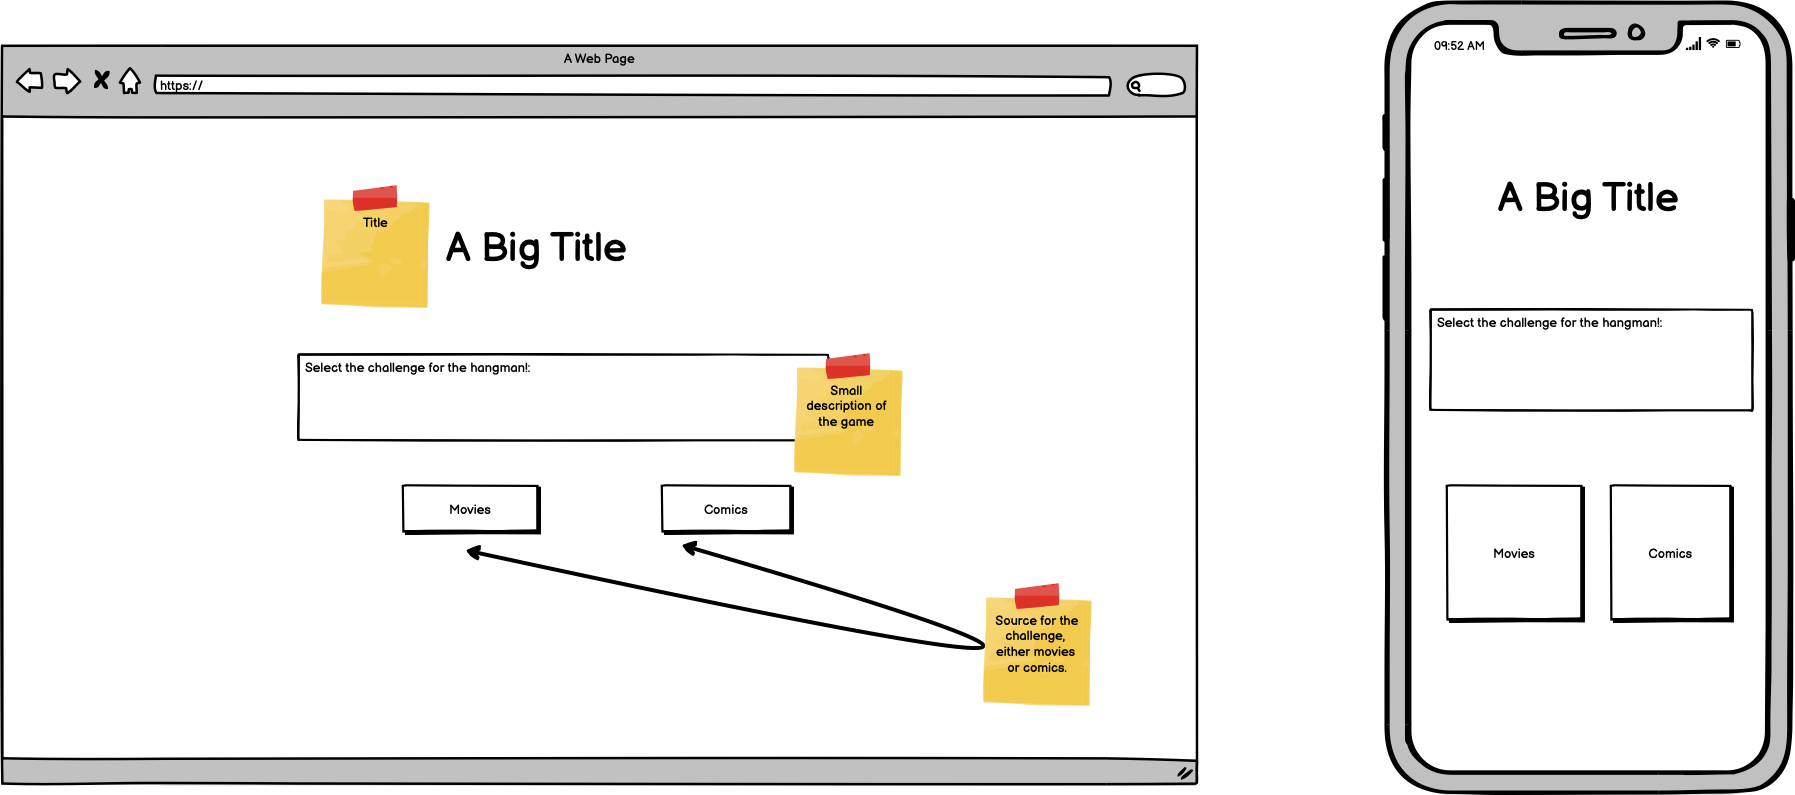 A Web Page
https://
Title
A Big Title
Select the challenge for the hangman!:
Small
description of
the game
Movies
Comics
Source for the
challenge,
either movies
or comics.
09:52 AM
A Big Title
Select the challenge for the hangman!:
Movies
Comics